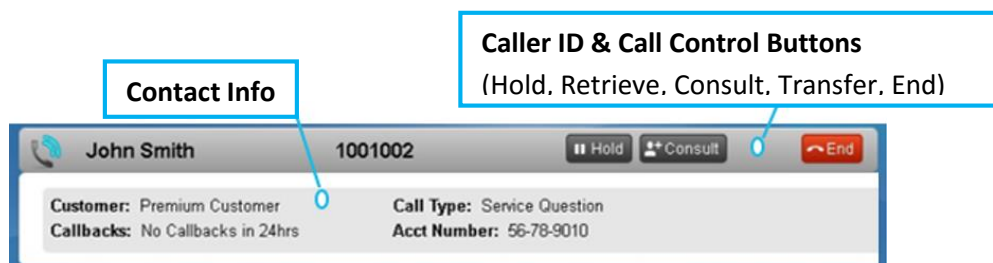 Caller ID & Call Control Buttons
(Hold, Retrieve, Consult, Transfer, End)
Contact Info
John Smith 1001002 Hold Consult End
Customer: Premium Customer Call Type: Service Question
Callbacks: No Callbacks in 24hrs Acct Number: 56-78-9010